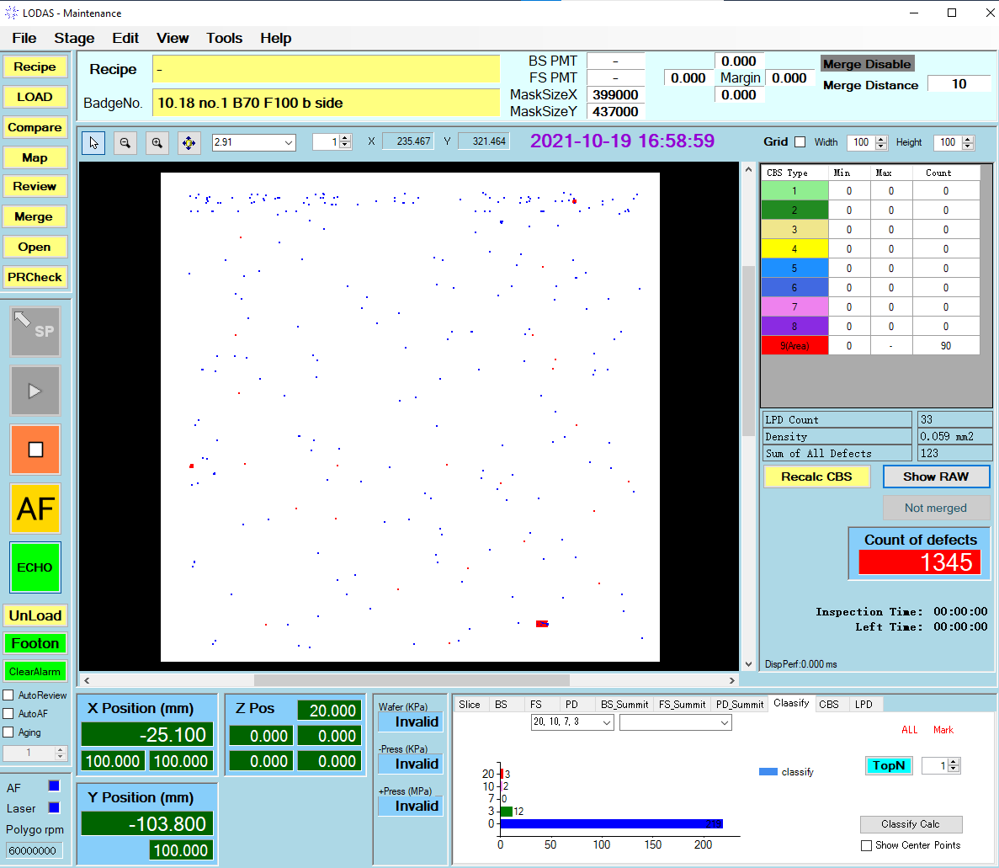 LODAS - Maintenance
File Stage Edit View Tools Help
Recipe
LOAD
Compare
Map
Review
Merge
Open
PRCheck
SP
AF
ECHO
UnLoad
Footon
ClearAlarm
AutoReview
AutoAF
Aging
1
AF
Laser
Polygo rpm
60000000
Recipe -
BadgeNo. 10.18 no.1 B70 F100 b side
BS PMT -
FS PMT -
MaskSizeX 399000
MaskSizeY 437000
0.000
0.000 Margin 0.000
0.000
Merge Disable
Merge Distance 10
2.91 1 X 235.467 Y 321.464 2021-10-19 16:58:59
Grid Width 100 Height 100
CBS Type Min Max Count
1 0 0 0
2 0 0 0
3 0 0 0
4 0 0 0
5 0 0 0
6 0 0 0
7 0 0 0
8 0 0 0
9(Area) 0 - 90
LPD Count 33
Density 0.059 mm2
Sum of All Defects 123
Recalc CBS Show RAW
Not merged
Count of defects
1345
Inspection Time: 00:00:00
Left Time: 00:00:00
DispPerf:0.000 ms
X Position (mm)
-25.100
100.000 100.000
Y Position (mm)
-103.800
100.000
Z Pos 20.000
0.000 0.000
0.000 0.000
Wafer (KPa)
Invalid
-Press (KPa)
Invalid
+Press (MPa)
Invalid
Slice BS FS PD BS_Summit FS_Summit PD_Summit Claasify CBS LPD
20, 10, 7, 3
ALL Mark
TopN 1
classify
20 3
10 2
7 0
3 12
0
0 50 100 150 200
Classify Calc
Show Center Points